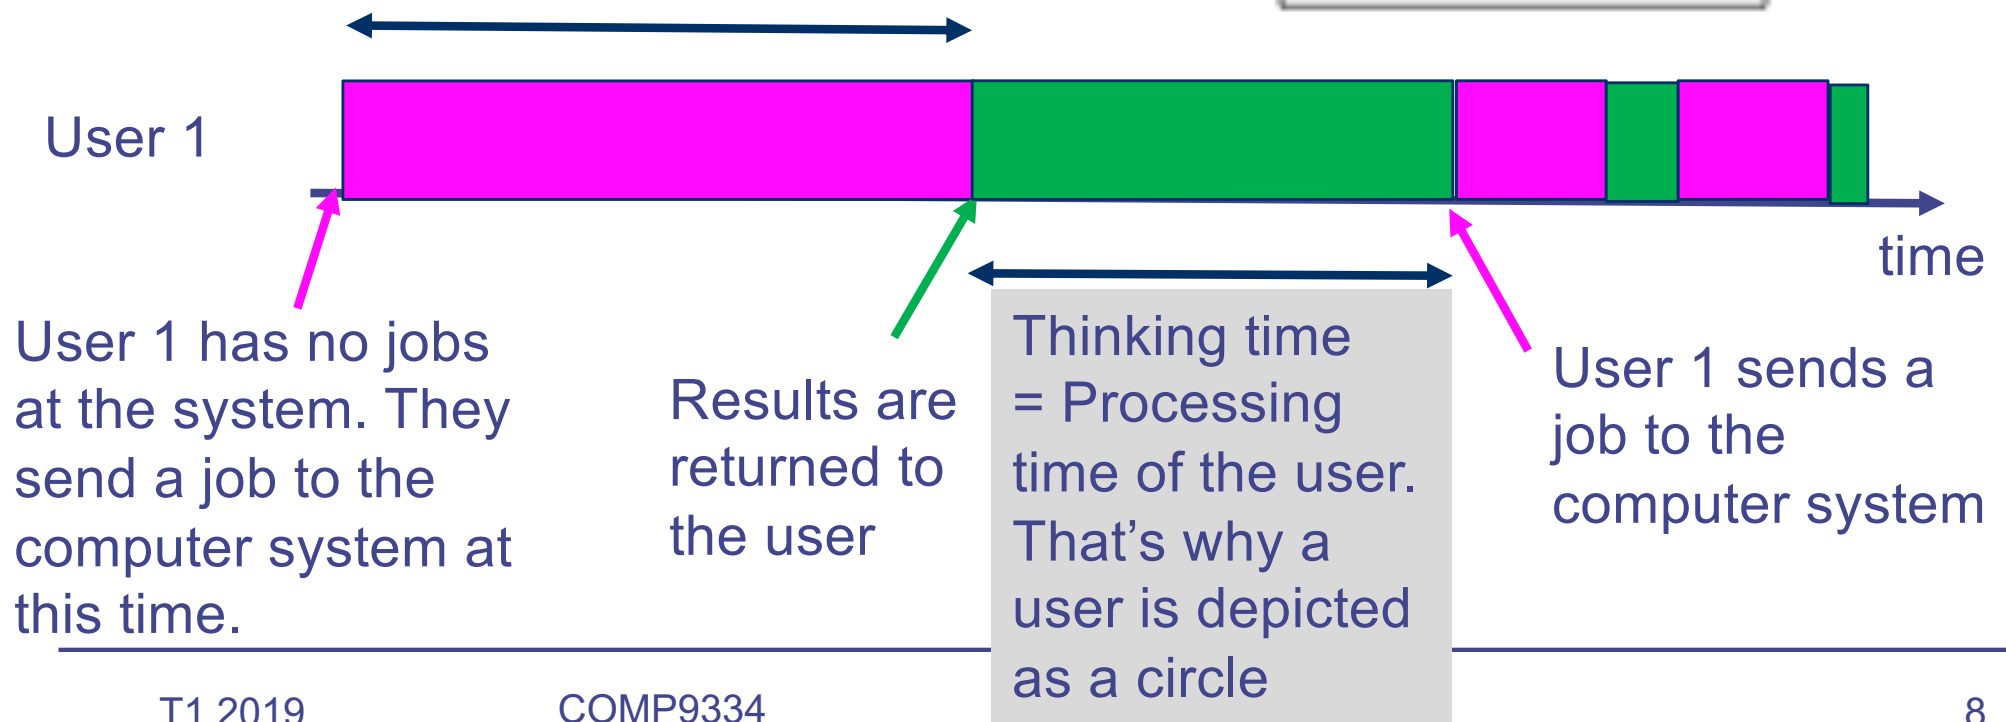 User 1
time
User 1 has no jobs
at the system. They
send a job to the
computer system at
this time.
Results are
returned to
the user
Thinking time
= Processing
time of the user.
That’s why a
user is depicted
as a circle
User 1 sends a
job to the
computer system
T1 2019
COMP9334
8